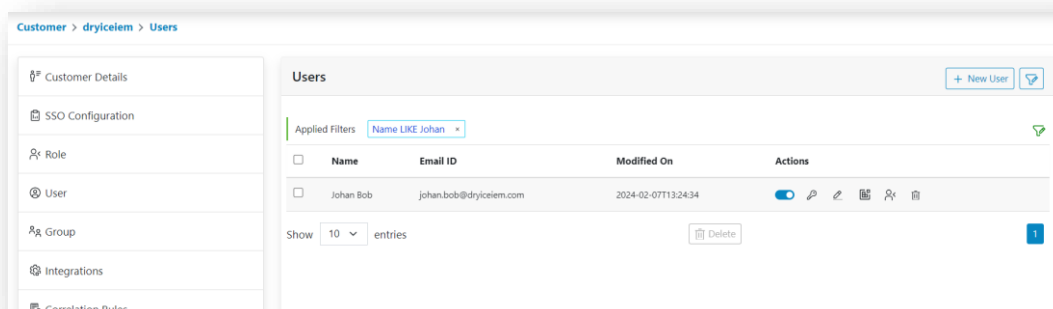 Customer > dryiceiem > Users
Customer Details
SSO Configuration
Role
User
Group
Integrations
Correlation Rules
Users
+ New User
Applied Filters Name LIKE Johan ×
Name Email ID Modified On Actions
Johan Bob johan.bob@dryiceiem.com 2024-02-07T13:24:34
Show 10 entries
Delete
1